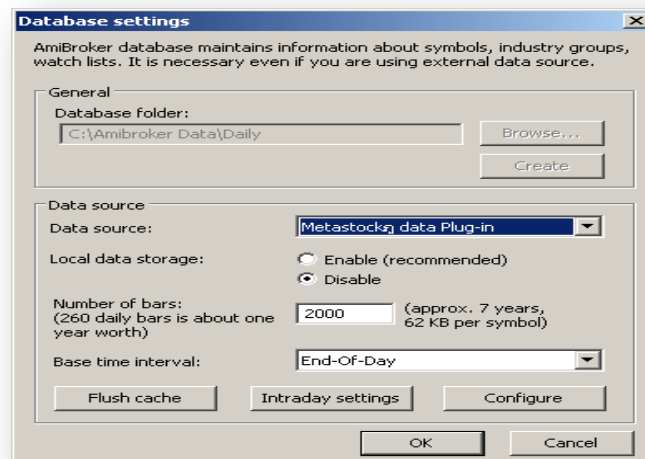 Database settings
AmiBroker database maintains information about symbols, industry groups,
watch lists. It is necessary even if you are using external data source.
General
Database folder:
C:\Amibroker Data\Daily
Browse...
Create
Data source
Data source:
Metastock data Plug-in
Local data storage:
Enable (recommended)
Disable
Number of bars:
(260 daily bars is about one
year worth)
2000
(approx. 7 years,
62 KB per symbol)
Base time interval:
End-Of-Day
Flush cache
Intraday settings
Configure
OK
Cancel